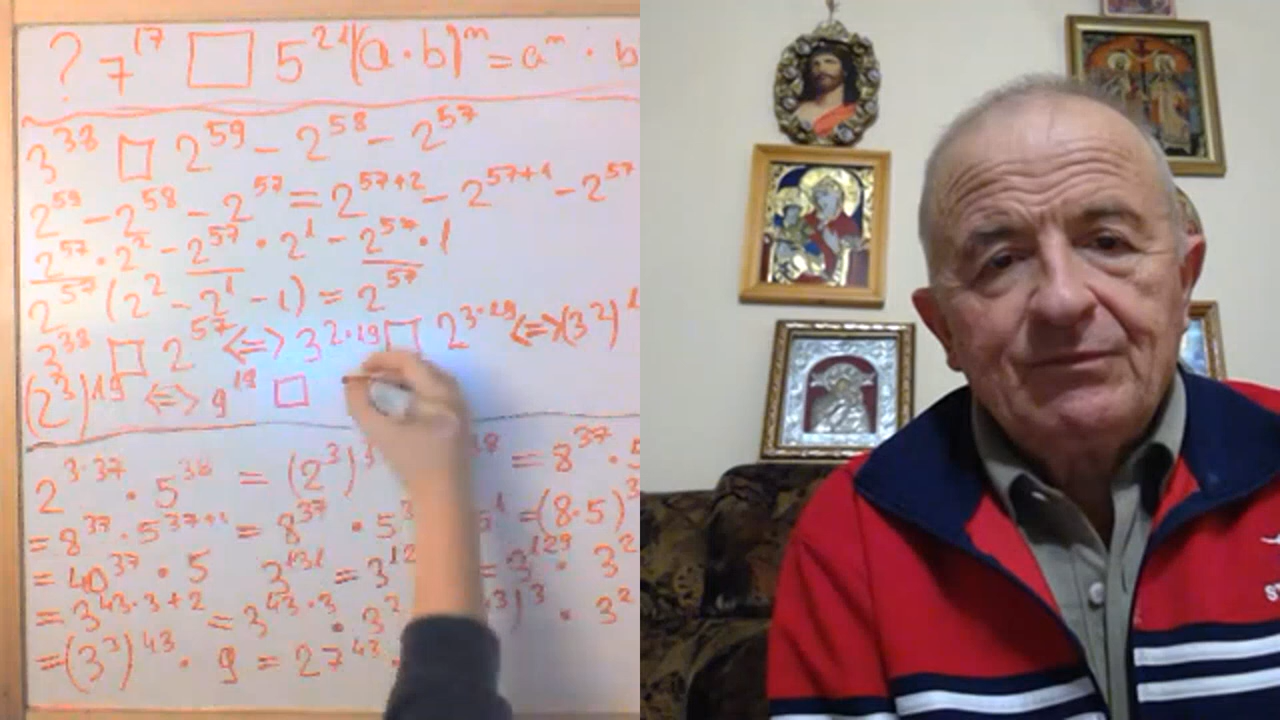 ? 7^17 □ 5^21 (a · b)^m = a^m · b
3^38 □ 2^59 - 2^58 - 2^57
2^59 - 2^58 - 2^57 = 2^57+2 - 2^57+1 - 2^57
2^57 · 2^2 - 2^57 · 2^1 - 2^57 · 1
2^57 (2^2 - 2^1 - 1) = 2^57
3^38 □ 2^57 <=> 3^2·19 □ 2^3·19 <=> (3^2)
(2^3)^19 <=> 9^19 □
2^3·37 · 5^38 = (2^3) = 8^37 ·
= 8^37 · 5^37+1 = 8^37 · 5 = (8·5)
= 40^37 · 5 3^131 = 3 = 3^129 · 3^2
= 3^43·3+2 = 3^43·3 · 3^2 )^3 · 3^2
= (3^3)^43 · 9 = 27^43 ·